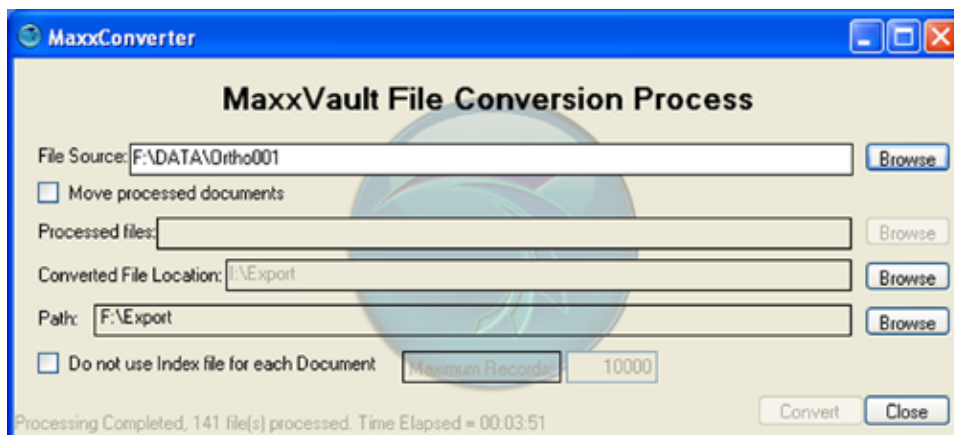 MaxxConverter
MaxxVault File Conversion Process
File Source: F:\DATA\Ortho001 Browse
Move processed documents
Processed files: Browse
Converted File Location: I:\Export Browse
Path: F:\Export Browse
Do not use Index file for each Document Maximum Records 10000
Convert Close
Processing Completed, 141 file(s) processed. Time Elapsed = 00:03:51